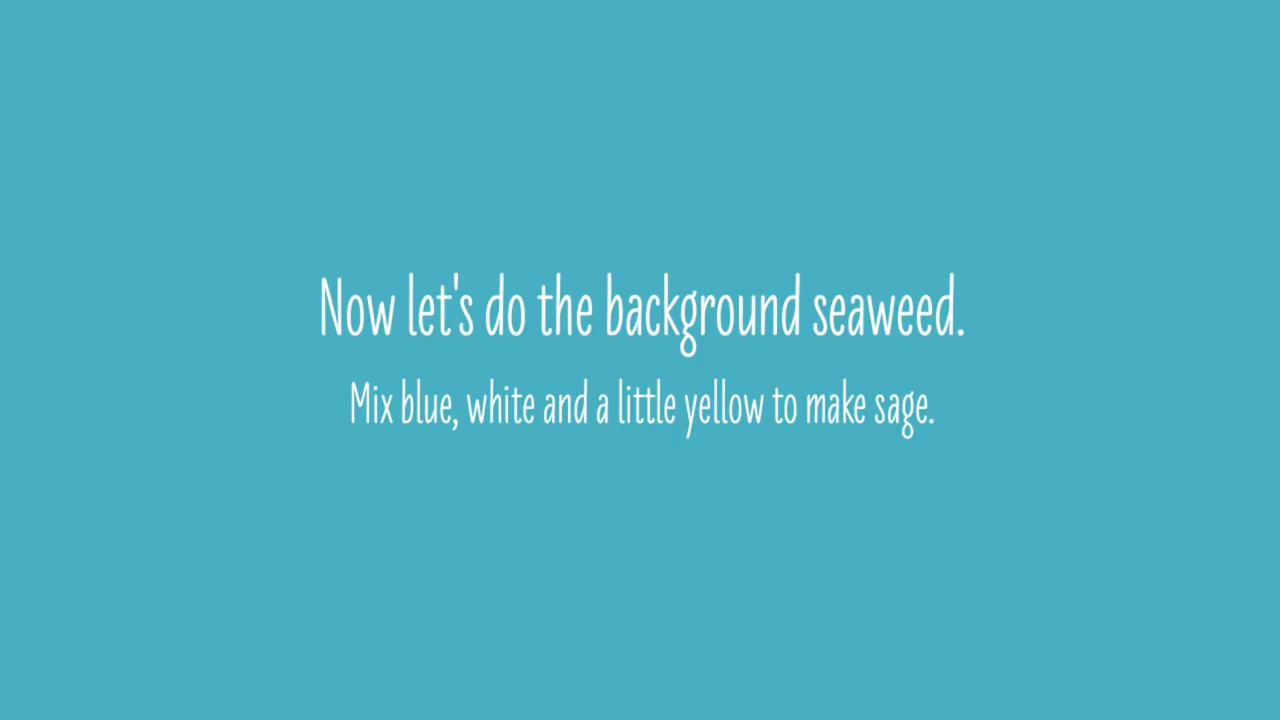 Now let's do the background seaweed.
Mix blue, white and a little yellow to make sage.